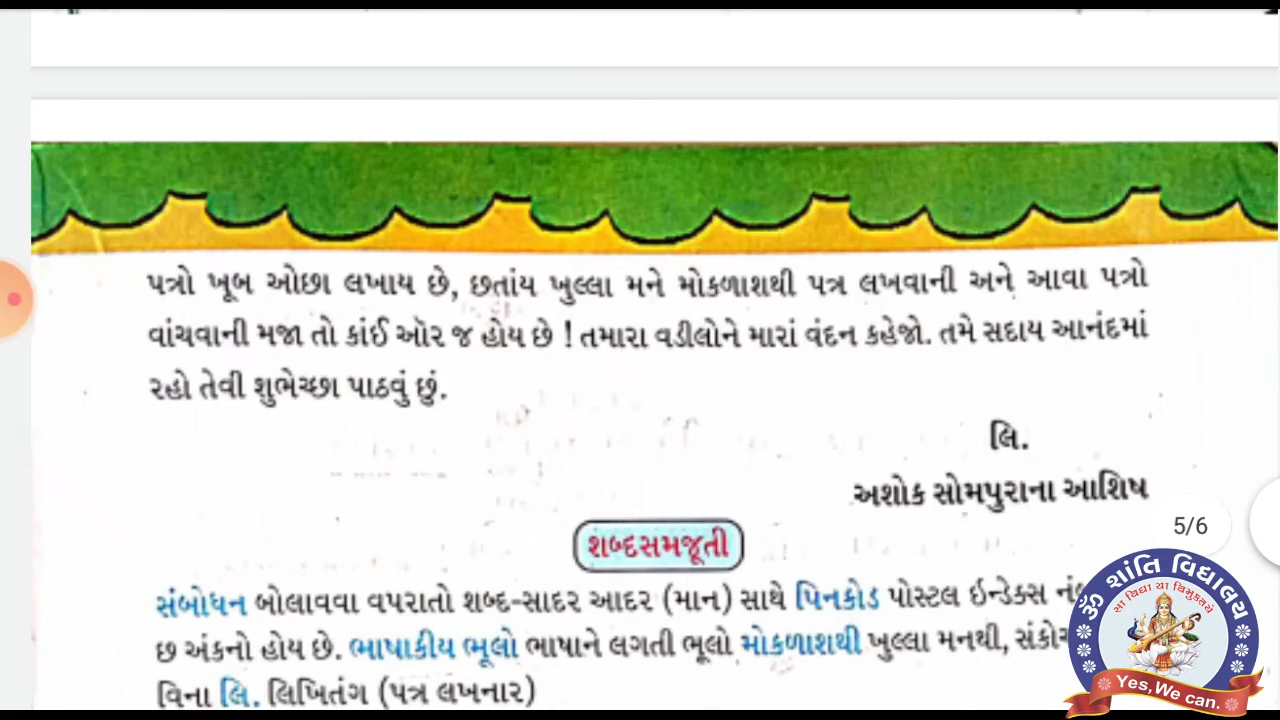 પત્રો ખૂબ ઓછા લખાય છે, છતાંય ખુલ્લા મને મોકળાશથી પત્ર લખવાની અને આવા પત્રો
વાંચવાની મજા તો કાંઈ ઑર જ હોય છે ! તમારા વડીલોને મારાં વંદન કહેજો. તમે સદાય આનંદમાં
રહો તેવી શુભેચ્છા પાઠવું છું.
લિ.
અશોક સોમપુરાના આશિષ
5/6
શબ્દસમજૂતી
સંબોધન બોલાવવા વપરાતો શબ્દ-સાદર આદર (માન) સાથે પિનકોડ પોસ્ટલ ઇન્ડેક્સ
છ અંકનો હોય છે. ભાષાકીય ભૂલો ભાષાને લગતી ભૂલો મોકળાશથી ખુલ્લા મનથી,
વિના લિ. લિખિતંગ (પત્ર લખનાર)
ૐ શાંતિ વિદ્યાલય
सा विद्या या विमुक्तये
Yes, We can.